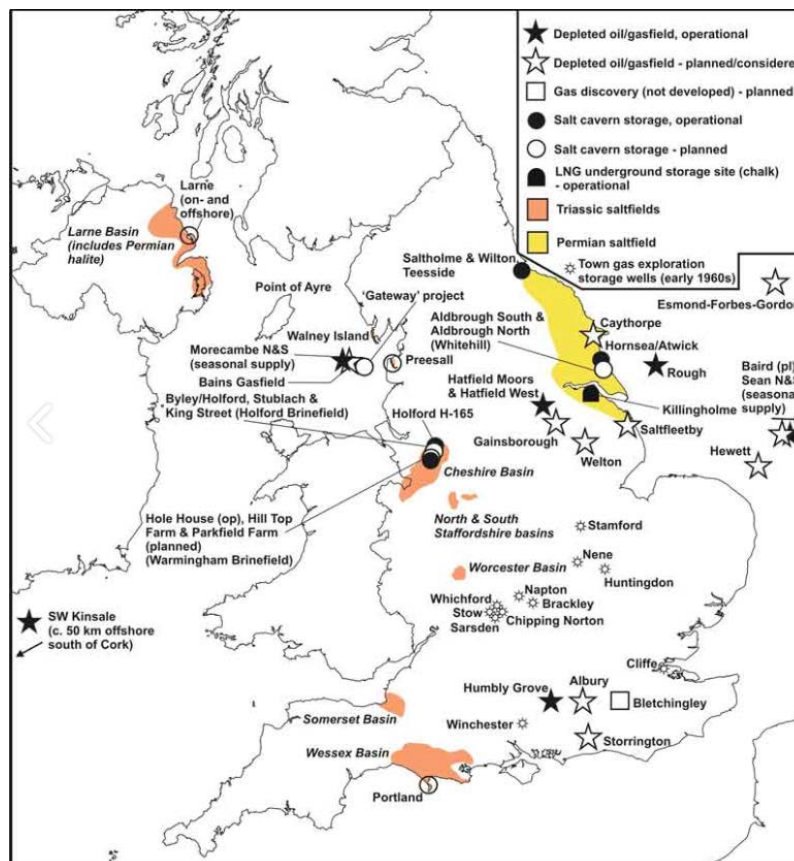 Depleted oil/gasfield, operational
Depleted oil/gasfield - planned/considere
Gas discovery (not developed) - planned
Salt cavern storage, operational
Salt cavern storage - planned
LNG underground storage site (chalk)
- operational
Triassic saltfields
Permian saltfield
Town gas exploration
storage wells (early 1960s)
Larne
(on- and
offshore)
Larne Basin
(includes Permian
halite)
Saltholme & Wilton,
Teesside
Esmond-Forbes-Gordon
Point of Ayre
'Gateway' project
Aldbrough South &
Aldbrough North
(Whitehill)
Caythorpe
Hornsea/Atwick
Walney Island
Morecambe N&S
(seasonal supply)
Bains Gasfield
Preesall
Rough
Baird (pl)
Sean N&S
(seasonal
supply)
Byley/Holford, Stublach &
King Street (Holford Brinefield)
Hatfield Moors
& Hatfield West
Killingholme
Holford H-165
Gainsborough
Saltfleetby
Welton
Hewett
Cheshire Basin
Hole House (op), Hill Top
Farm & Parkfield Farm
(planned)
(Warmingham Brinefield)
North & South
Staffordshire basins
Stamford
Worcester Basin
Nene
Huntingdon
Napton
Whichford
Brackley
Stow
Chipping Norton
Sarsden
SW Kinsale
(c. 50 km offshore
south of Cork)
Cliffe
Humbly Grove
Albury
Bletchingley
Somerset Basin
Winchester
Storrington
Wessex Basin
Portland